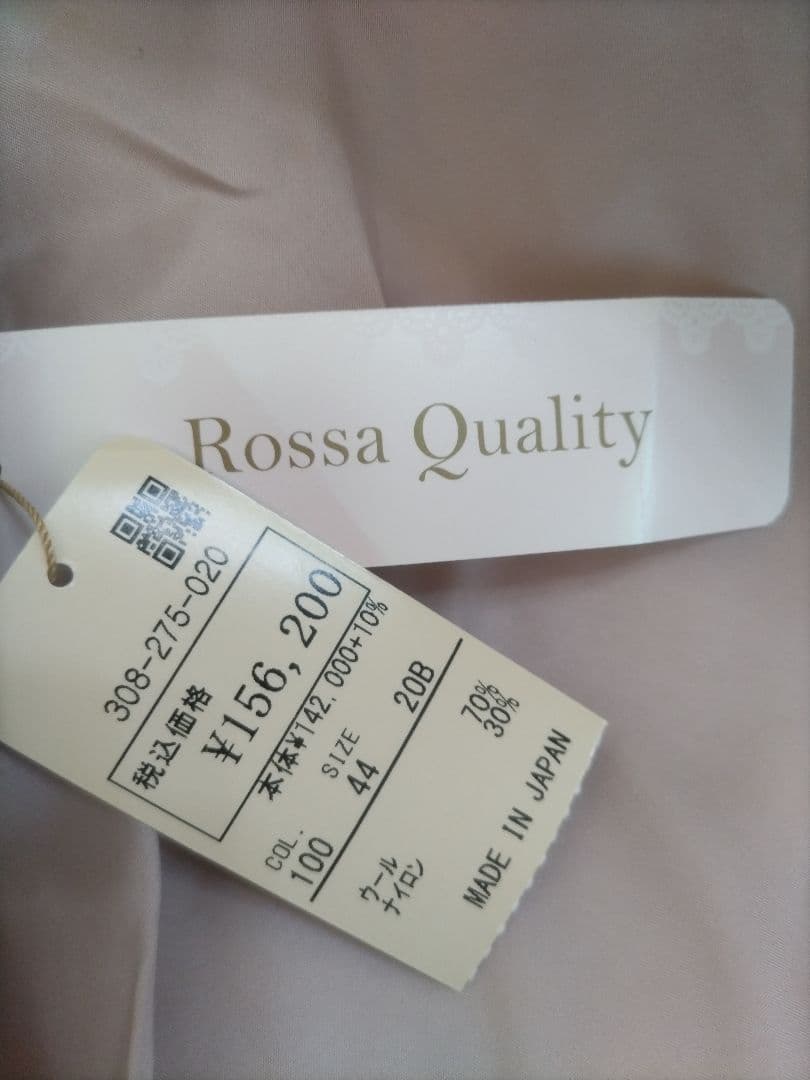 Rossa Quality
308-275-020
税込価格
¥156,200
本体¥142.000+10%
COL. SIZE
100 44 20B
ウール 70%
ナイロン 30%
MADE IN JAPAN